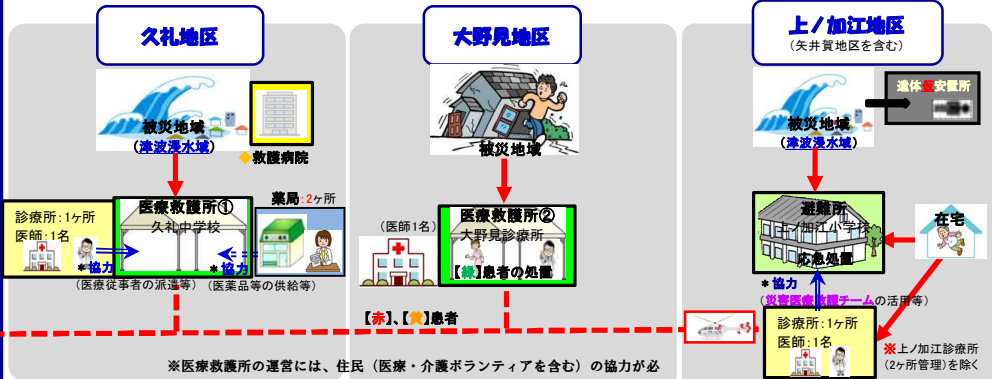 久礼地区
被災地域
(津波浸水域)
◆救護病院
診療所:1ヶ所
医師:1名
医療救護所①
久礼中学校
薬局:2ヶ所
*協力
(医療従事者の派遣等)
*協力
(医薬品等の供給等)
大野見地区
被災地域
(医師1名)
医療救護所②
大野見診療所
【緑】患者の処置
【赤】、【黄】患者
上ノ加江地区
(矢井賀地区を含む)
遺体仮安置所
被災地域
(津波浸水域)
避難所
上ノ加江小学校
応急処置
在宅
*協力
(災害医療救護チームの活用等)
診療所:1ヶ所
医師:1名
※上ノ加江診療所
(2ヶ所管理)を除く
※医療救護所の運営には、住民(医療・介護ボランティアを含む)の協力が必